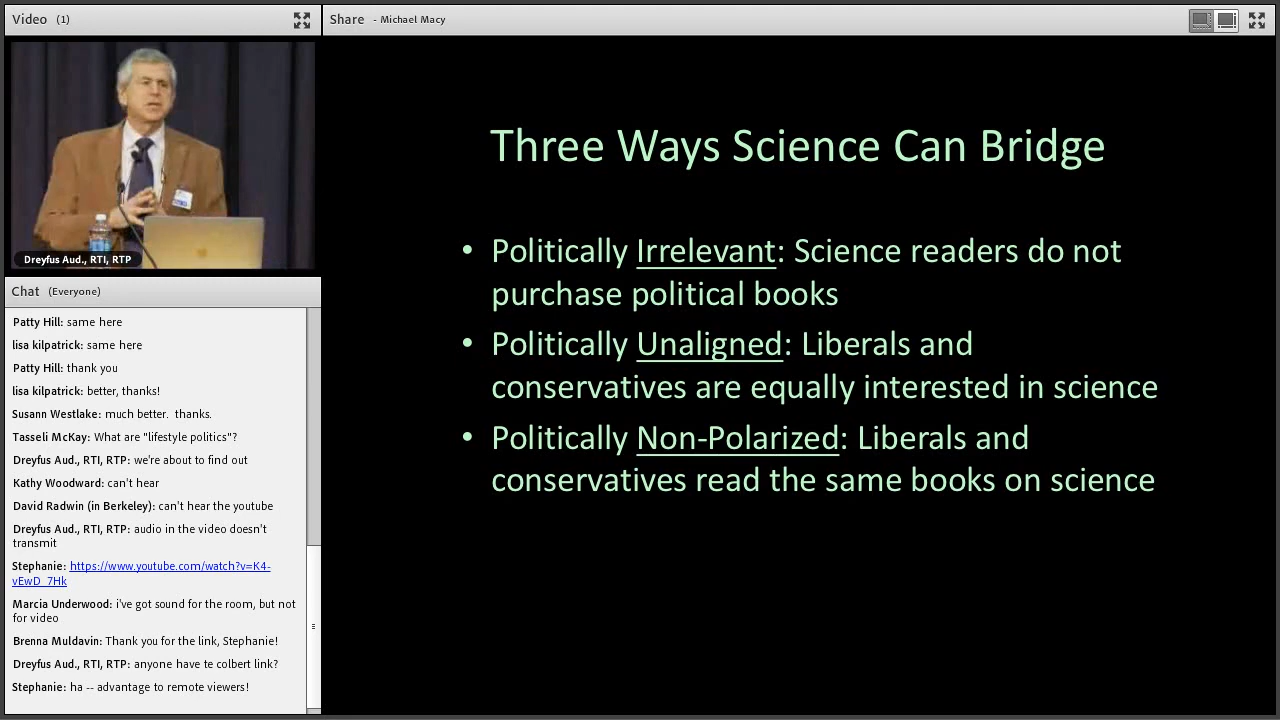 Video (1)
Share - Michael Macy
Dreyfus Aud., RTI, RTP
Chat (Everyone)
Patty Hill: same here
lisa kilpatrick: same here
Patty Hill: thank you
lisa kilpatrick: better, thanks!
Susann Westlake: much better. thanks.
Tasseli McKay: What are "lifestyle politics"?
Dreyfus Aud., RTI, RTP: we're about to find out
Kathy Woodward: can't hear
David Radwin (in Berkeley): can't hear the youtube
Dreyfus Aud., RTI, RTP: audio in the video doesn't
transmit
Stephanie: https://www.youtube.com/watch?v=K4-
vEwD_7Hk
Marcia Underwood: i've got sound for the room, but not
for video
Brenna Muldavin: Thank you for the link, Stephanie!
Dreyfus Aud., RTI, RTP: anyone have te colbert link?
Stephanie: ha -- advantage to remote viewers!
Three Ways Science Can Bridge
• Politically Irrelevant: Science readers do not
purchase political books
• Politically Unaligned: Liberals and
conservatives are equally interested in science
• Politically Non-Polarized: Liberals and
conservatives read the same books on science